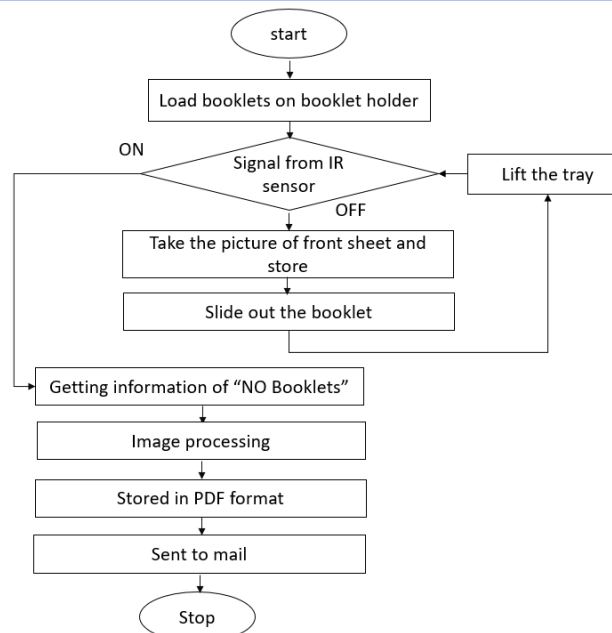 start
Load booklets on booklet holder
ON
Signal from IR
sensor
Lift the tray
OFF
Take the picture of front sheet and
store
Slide out the booklet
Getting information of “NO Booklets”
Image processing
Stored in PDF format
Sent to mail
Stop